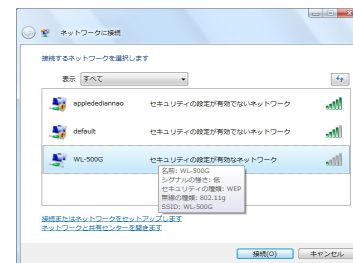 ネットワークに接続
接続するネットワークを選択します
表示 すべて
appledediannao セキュリティの設定が有効でないネットワーク
default セキュリティの設定が有効でないネットワーク
WL-500G セキュリティの設定が有効なネットワーク
名前: WL-500G
シグナルの強さ: 低
セキュリティの種類: WEP
無線の種類: 802.11g
SSID: WL-500G
接続またはネットワークをセットアップします
ネットワークと共有センターを開きます
接続(O) キャンセル